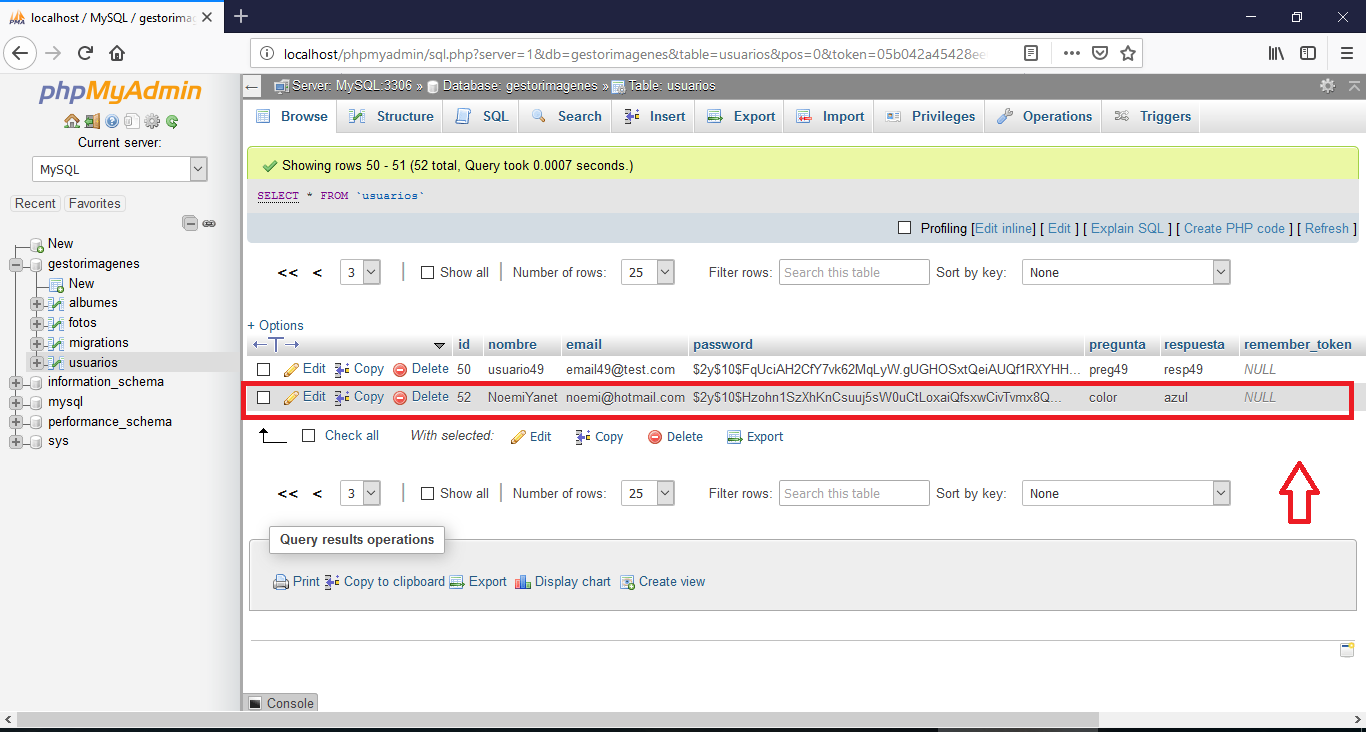 localhost / MySQL / gestorimag
localhost/phpmyadmin/sql.php?server=1&db=gestorimagenes&table=usuarios&pos=0&token=05b042a45428ee
phpMyAdmin
Current server:
MySQL
Recent Favorites
New
gestorimagenes
New
albumes
fotos
migrations
usuarios
information_schema
mysql
performance_schema
sys
Server: MySQL:3306 » Database: gestorimagenes » Table: usuarios
Browse Structure SQL Search Insert Export Import Privileges Operations Triggers
Showing rows 50 - 51 (52 total, Query took 0.0007 seconds.)
SELECT * FROM `usuarios`
Profiling [Edit inline] [ Edit ] [ Explain SQL ] [ Create PHP code ] [ Refresh ]
<< < 3 | Show all | Number of rows: 25 Filter rows: Search this table Sort by key: None
+ Options
←T→ id nombre email password pregunta respuesta remember_token
Edit Copy Delete 50 usuario49 email49@test.com $2y$10$FqUciAH2CfY7vk62MqLyW.gUGHOSxtQeiAUQf1RXYHH... preg49 resp49 NULL
Edit Copy Delete 52 NoemiYanet noemi@hotmail.com $2y$10$Hzohn1SzXhKnCsuuj5sW0uCtLoxaiQfsxwCivTvmx8Q... color azul NULL
Check all With selected: Edit Copy Delete Export
<< < 3 | Show all | Number of rows: 25 Filter rows: Search this table Sort by key: None
Query results operations
Print Copy to clipboard Export Display chart Create view
Console